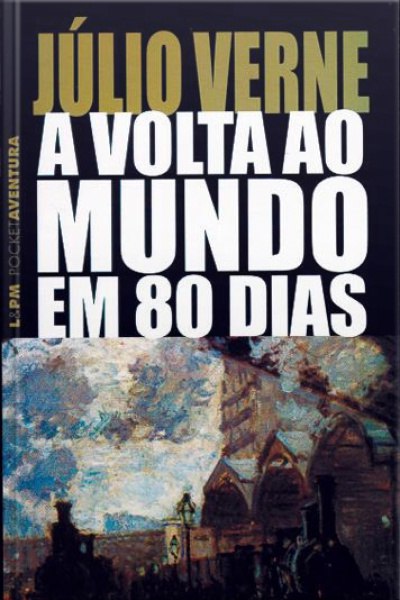 JÚLIO VERNE
A VOLTA AO
MUNDO
EM 80 DIAS
L&PM POCKET AVENTURA